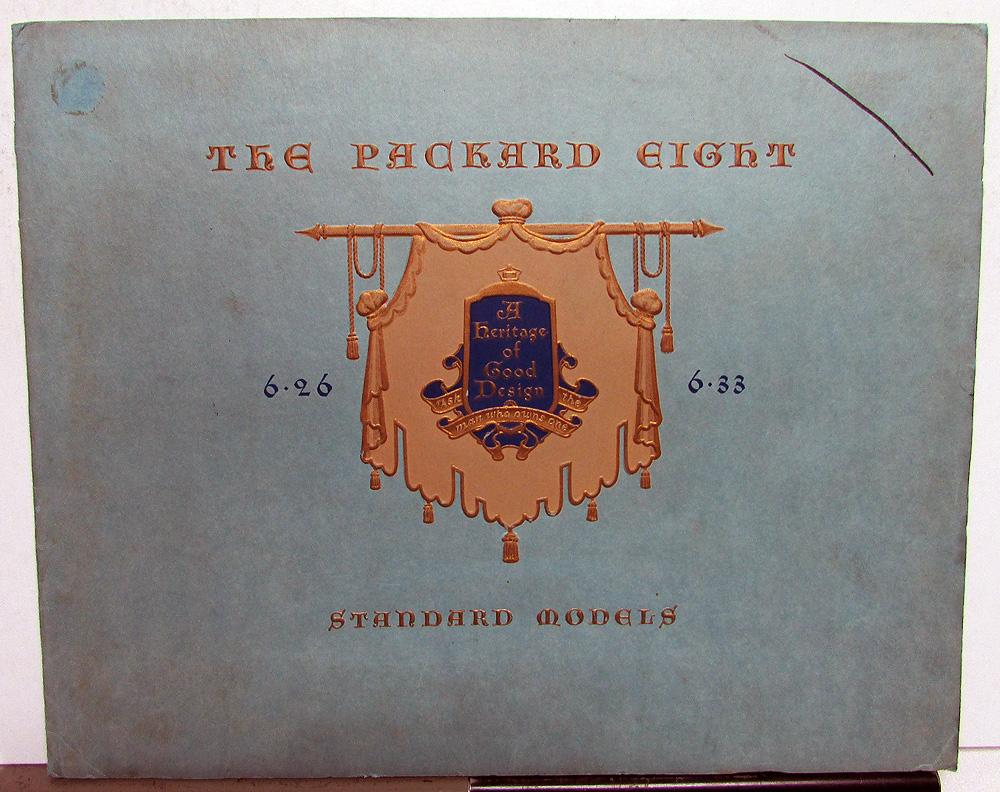 THE PACKARD EIGHT
A
Heritage
of
Good
Design
Ask the
man who owns one
6·26
6·33
STANDARD MODELS